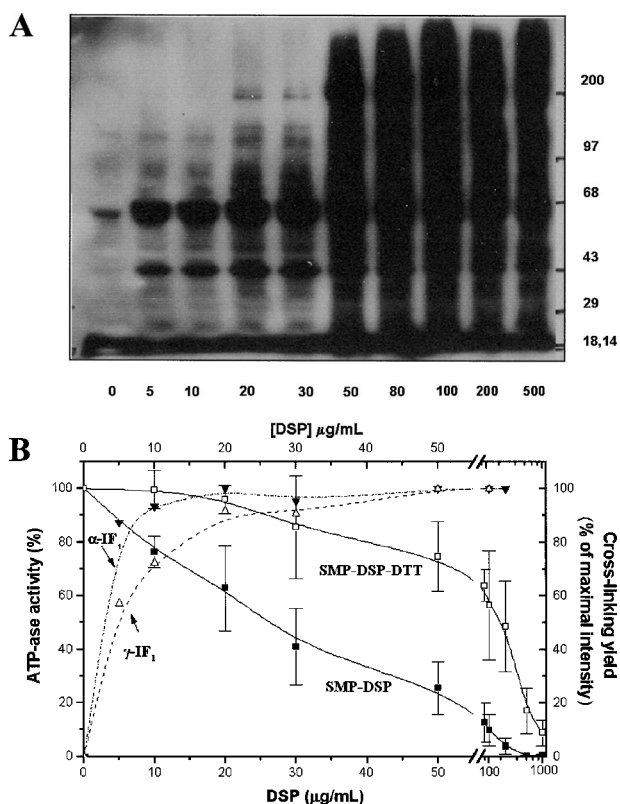 A
200
97
68
43
29
18,14
0 5 10 20 30 50 80 100 200 500
[DSP] µg/mL
B
0 10 20 30 40 50 100 1000
ATP-ase activity (%)
100
80
60
40
20
0
α-IF₁
γ-IF₁
SMP-DSP-DTT
SMP-DSP
100
80
60
40
20
0
Cross-linking yield
(% of maximal intensity)
0 10 20 30 40 50 100 1000
DSP (µg/mL)